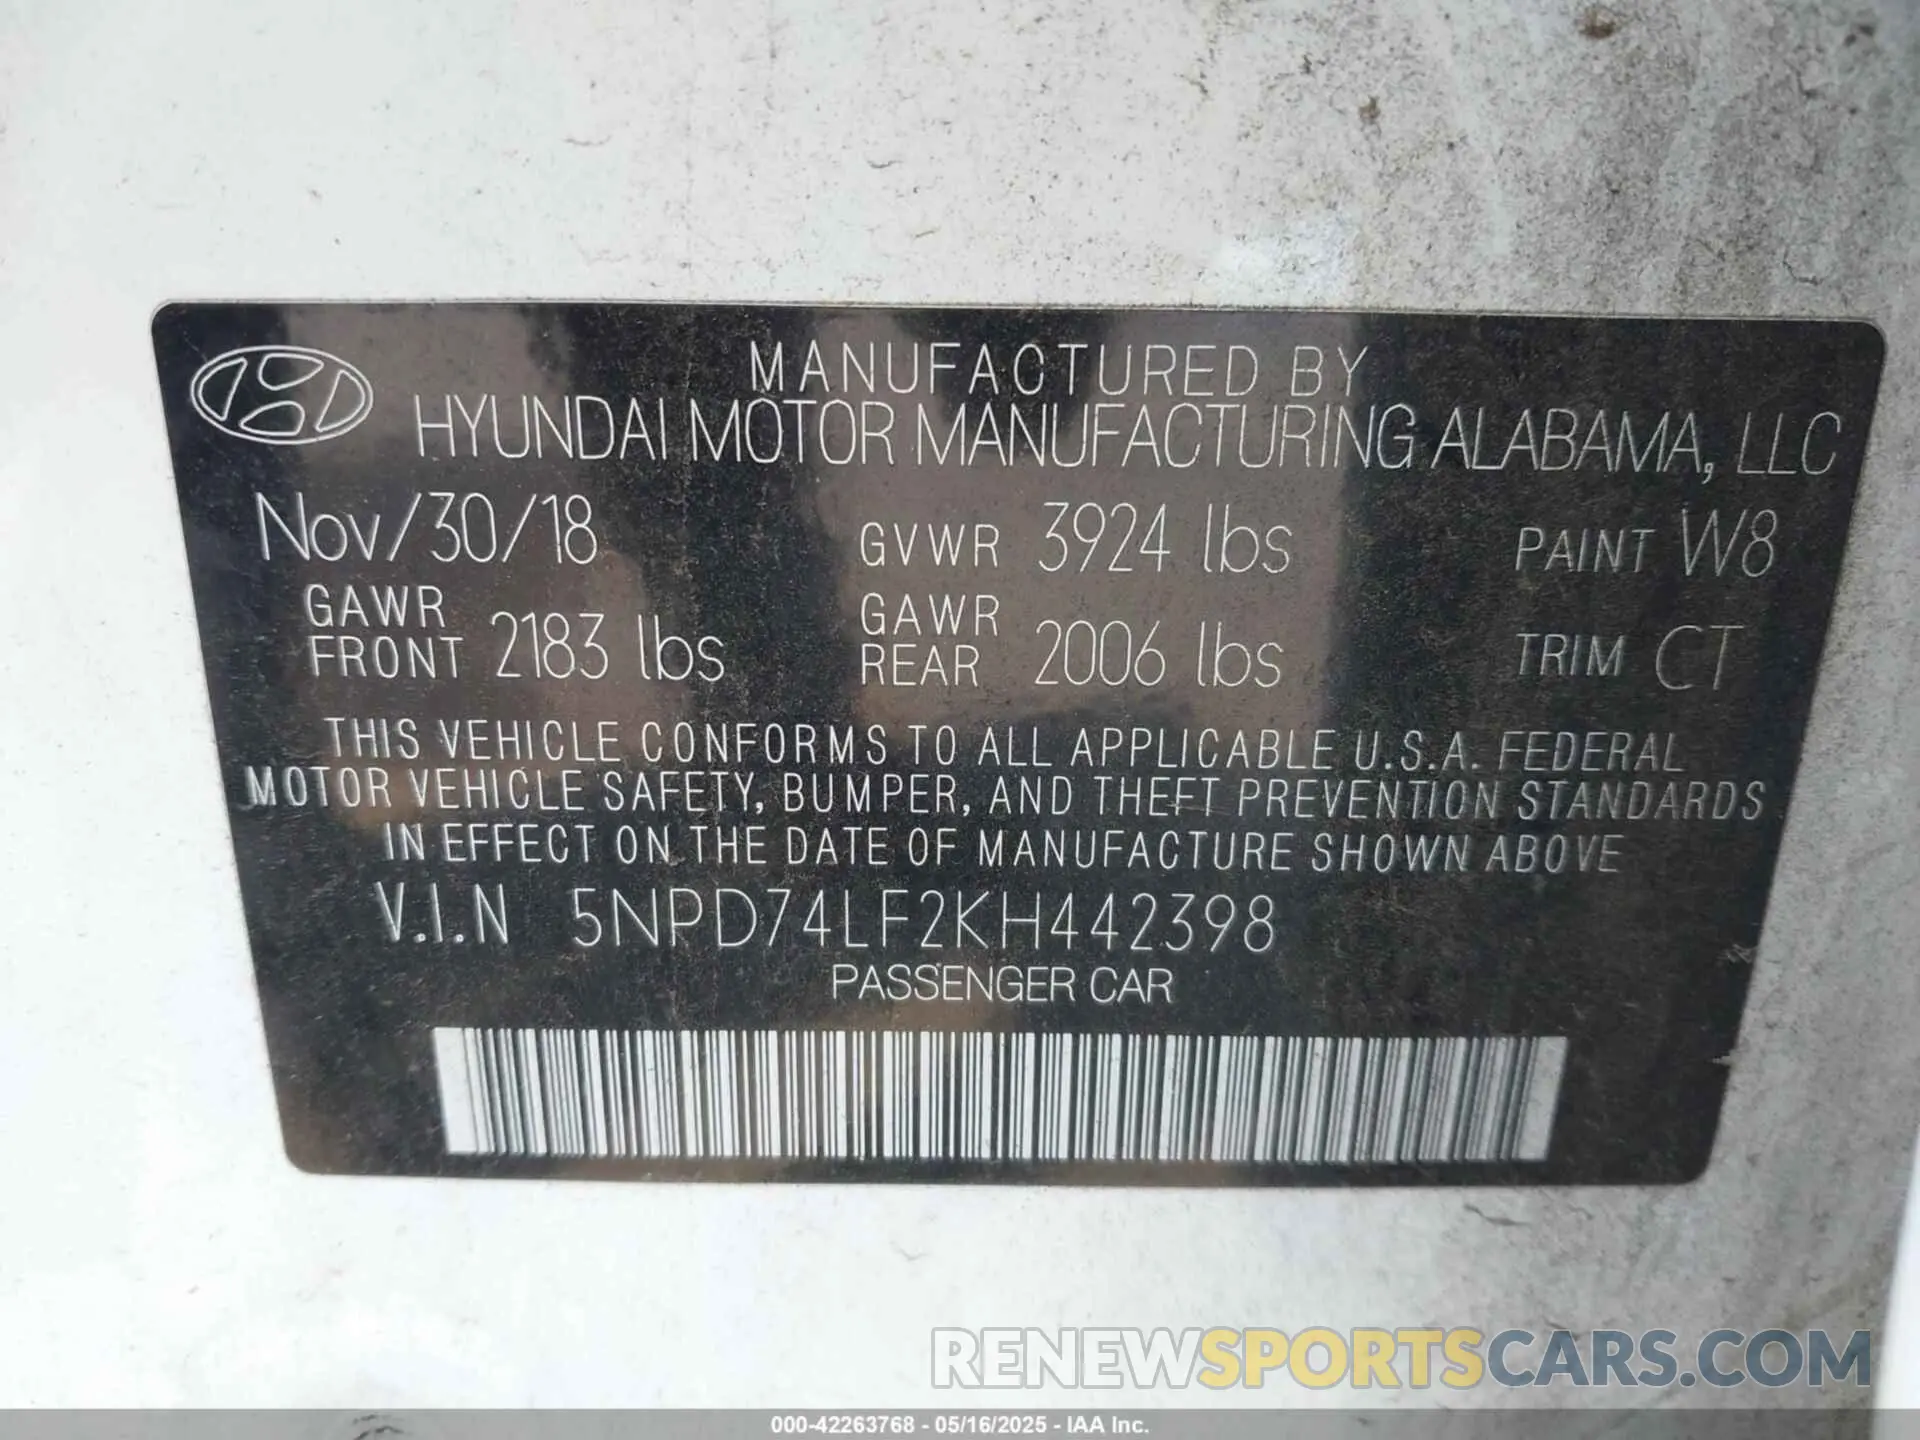 MANUFACTURED BY
HYUNDAI MOTOR MANUFACTURING ALABAMA, LLC
Nov/30/18 GVWR 3924 lbs PAINT W8
GAWR FRONT 2183 lbs GAWR REAR 2006 lbs TRIM CT
THIS VEHICLE CONFORMS TO ALL APPLICABLE U.S.A. FEDERAL
MOTOR VEHICLE SAFETY, BUMPER, AND THEFT PREVENTION STANDARDS
IN EFFECT ON THE DATE OF MANUFACTURE SHOWN ABOVE
V.I.N 5NPD74LF2KH442398
PASSENGER CAR
RENEWSPORTSCARS.COM
000-42263768 - 05/16/2025 - IAA Inc.